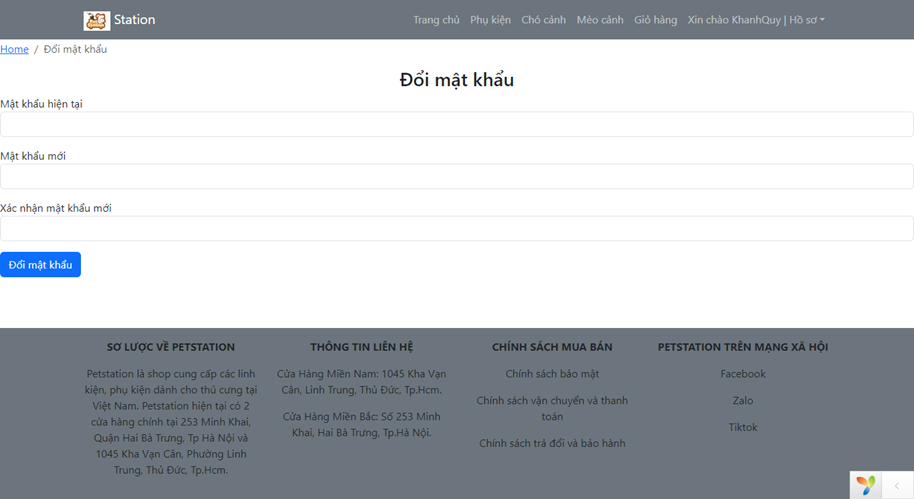 Station
Trang chủ Phụ kiện Chó cảnh Mèo cảnh Giỏ hàng Xin chào KhanhQuy | Hồ sơ
Home / Đổi mật khẩu
Đổi mật khẩu
Mật khẩu hiện tại
Mật khẩu mới
Xác nhận mật khẩu mới
Đổi mật khẩu
SƠ LƯỢC VỀ PETSTATION
Petstation là shop cung cấp các linh
kiện, phụ kiện dành cho thú cưng tại
Việt Nam. Petstation hiện tại có 2
cửa hàng chính tại 253 Minh Khai,
Quận Hai Bà Trưng, Tp Hà Nội và
1045 Kha Vạn Cân, Phường Linh
Trung, Thủ Đức, Tp.Hcm.
THÔNG TIN LIÊN HỆ
Cửa Hàng Miền Nam: 1045 Kha Vạn
Cân, Linh Trung, Thủ Đức, Tp.Hcm.
Cửa Hàng Miền Bắc: Số 253 Minh
Khai, Hai Bà Trưng, Tp.Hà Nội.
CHÍNH SÁCH MUA BÁN
Chính sách bảo mật
Chính sách vận chuyển và thanh
toán
Chính sách trả đổi và bảo hành
PETSTATION TRÊN MẠNG XÃ HỘI
Facebook
Zalo
Tiktok